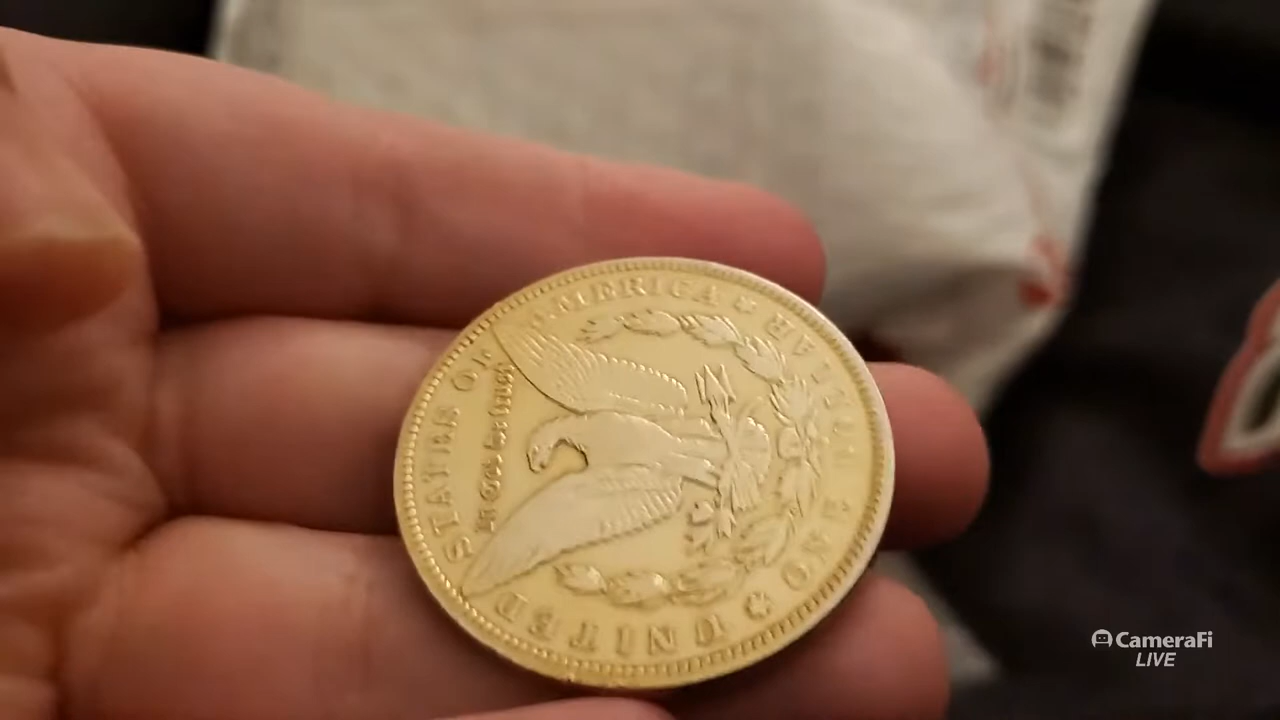 UNITED STATES OF AMERICA
In God we trust
ONE DOLLAR
CameraFi
LIVE